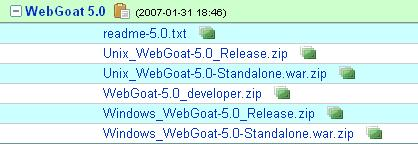 WebGoat 5.0 (2007-01-31 18:46)
readme-5.0.txt
Unix_WebGoat-5.0_Release.zip
Unix_WebGoat-5.0-Standalone.war.zip
WebGoat-5.0_developer.zip
Windows_WebGoat-5.0_Release.zip
Windows_WebGoat-5.0-Standalone.war.zip